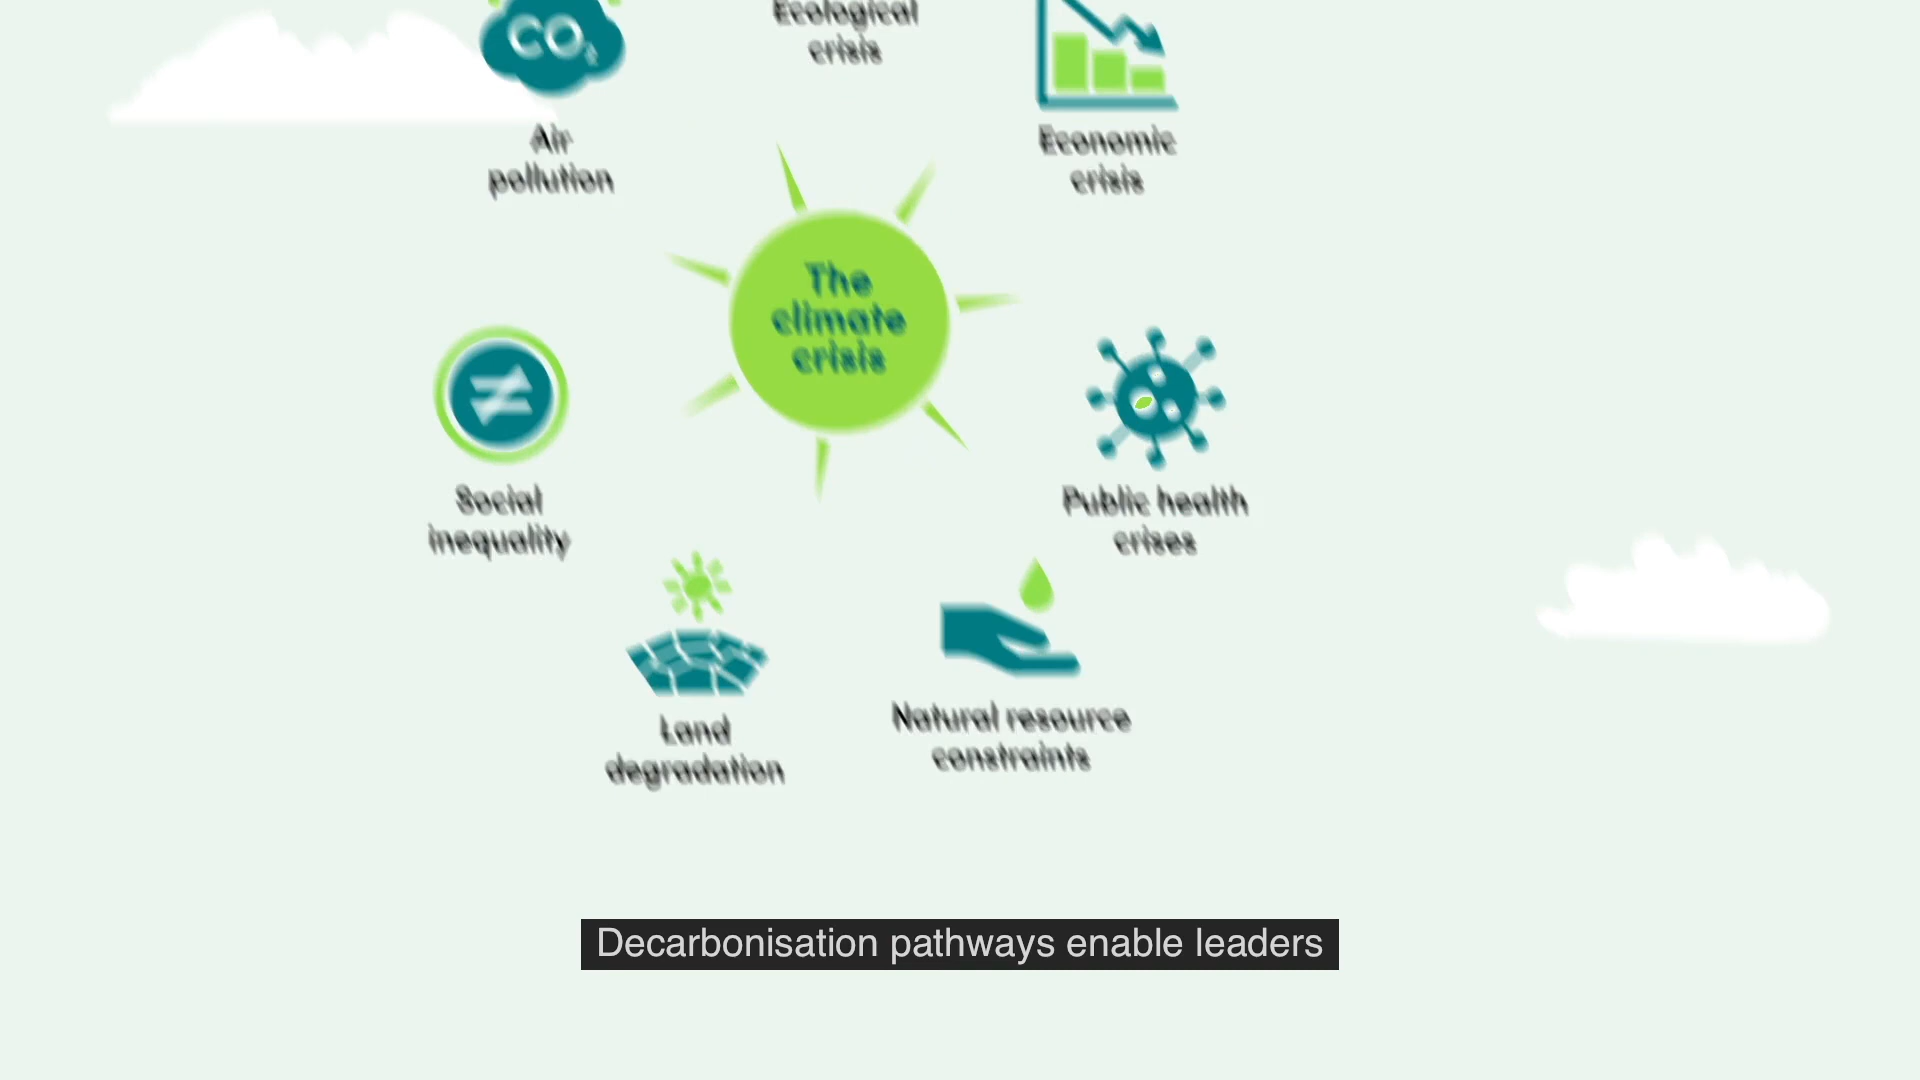 Ecological
crisis
CO₂
Air
pollution
Economic
crisis
The
climate
crisis
Social
inequality
Public health
crises
Land
degradation
Natural resource
constraints
Decarbonisation pathways enable leaders